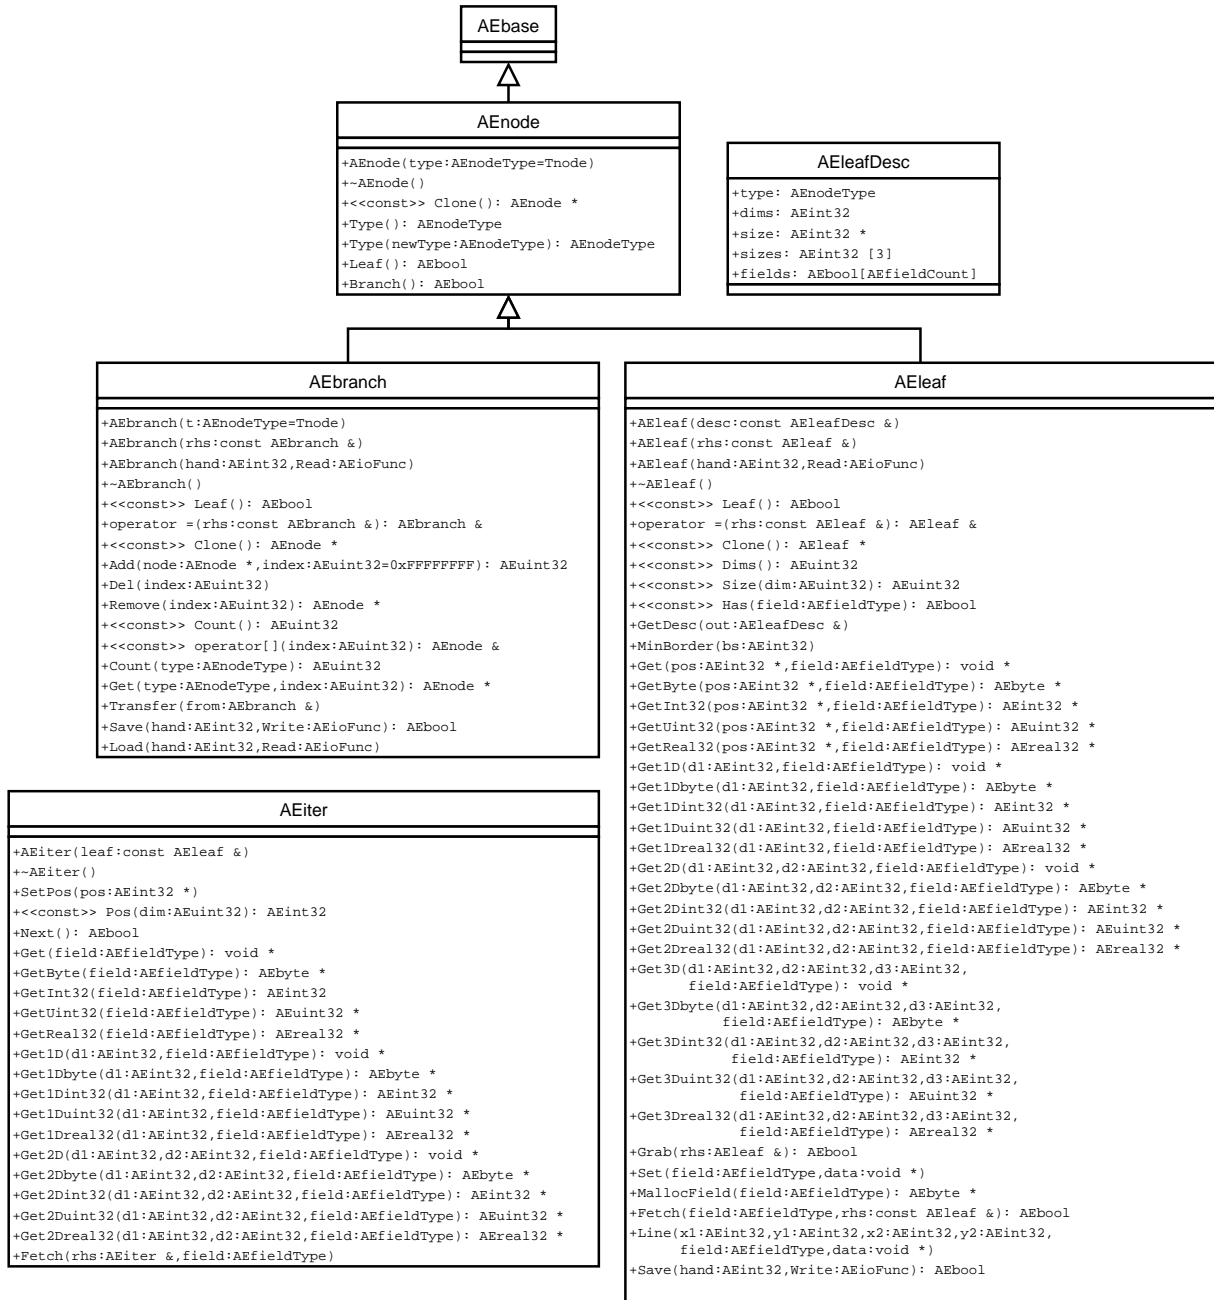 AEbase
AEnode
+AEnode(type:AEnodeType=Tnode)
+~AEnode()
+<<const>> Clone(): AEnode *
+Type(): AEnodeType
+Type(newType:AEnodeType): AEnodeType
+Leaf(): AEbool
+Branch(): AEbool
AEleafDesc
+type: AEnodeType
+dims: AEint32
+size: AEint32 *
+sizes: AEint32 [3]
+fields: AEbool[AEfieldCount]
AEbranch
+AEbranch(t:AEnodeType=Tnode)
+AEbranch(rhs:const AEbranch &)
+AEbranch(hand:AEint32,Read:AEioFunc)
+~AEbranch()
+<<const>> Leaf(): AEbool
+operator =(rhs:const AEbranch &): AEbranch &
+<<const>> Clone(): AEnode *
+Add(node:AEnode *,index:AEuint32=0xFFFFFFFF): AEuint32
+Del(index:AEuint32)
+Remove(index:AEuint32): AEnode *
+<<const>> Count(): AEuint32
+<<const>> operator[](index:AEuint32): AEnode &
+Count(type:AEnodeType): AEuint32
+Get(type:AEnodeType,index:AEuint32): AEnode *
+Transfer(from:AEbranch &)
+Save(hand:AEint32,Write:AEioFunc): AEbool
+Load(hand:AEint32,Read:AEioFunc)
AEleaf
+AEleaf(desc:const AEleafDesc &)
+AEleaf(rhs:const AEleaf &)
+AEleaf(hand:AEint32,Read:AEioFunc)
+~AEleaf()
+<<const>> Leaf(): AEbool
+operator =(rhs:const AEleaf &): AEleaf &
+<<const>> Clone(): AEleaf *
+<<const>> Dims(): AEuint32
+<<const>> Size(dim:AEuint32): AEuint32
+<<const>> Has(field:AEfieldType): AEbool
+GetDesc(out:AEleafDesc &)
+MinBorder(bs:AEint32)
+Get(pos:AEint32 *,field:AEfieldType): void *
+GetByte(pos:AEint32 *,field:AEfieldType): AEbyte *
+GetInt32(pos:AEint32 *,field:AEfieldType): AEint32 *
+GetUint32(pos:AEint32 *,field:AEfieldType): AEuint32 *
+GetReal32(pos:AEint32 *,field:AEfieldType): AEreal32 *
+Get1D(d1:AEint32,field:AEfieldType): void *
+Get1Dbyte(d1:AEint32,field:AEfieldType): AEbyte *
+Get1Dint32(d1:AEint32,field:AEfieldType): AEint32 *
+Get1Duint32(d1:AEint32,field:AEfieldType): AEuint32 *
+Get1Dreal32(d1:AEint32,field:AEfieldType): AEreal32 *
+Get2D(d1:AEint32,d2:AEint32,field:AEfieldType): void *
+Get2Dbyte(d1:AEint32,d2:AEint32,field:AEfieldType): AEbyte *
+Get2Dint32(d1:AEint32,d2:AEint32,field:AEfieldType): AEint32 *
+Get2Duint32(d1:AEint32,d2:AEint32,field:AEfieldType): AEuint32 *
+Get2Dreal32(d1:AEint32,d2:AEint32,field:AEfieldType): AEreal32 *
+Get3D(d1:AEint32,d2:AEint32,d3:AEint32,
field:AEfieldType): void *
+Get3Dbyte(d1:AEint32,d2:AEint32,d3:AEint32,
field:AEfieldType): AEbyte *
+Get3Dint32(d1:AEint32,d2:AEint32,d3:AEint32,
field:AEfieldType): AEint32 *
+Get3Duint32(d1:AEint32,d2:AEint32,d3:AEint32,
field:AEfieldType): AEuint32 *
+Get3Dreal32(d1:AEint32,d2:AEint32,d3:AEint32,
field:AEfieldType): AEreal32 *
+Grab(rhs:AEleaf &): AEbool
+Set(field:AEfieldType,data:void *)
+MallocField(field:AEfieldType): AEbyte *
+Fetch(field:AEfieldType,rhs:const AEleaf &): AEbool
+Line(x1:AEint32,y1:AEint32,x2:AEint32,y2:AEint32,
field:AEfieldType,data:void *)
+Save(hand:AEint32,Write:AEioFunc): AEbool
AEiter
+AEiter(leaf:const AEleaf &)
+~AEiter()
+SetPos(pos:AEint32 *)
+<<const>> Pos(dim:AEuint32): AEint32
+Next(): AEbool
+Get(field:AEfieldType): void *
+GetByte(field:AEfieldType): AEbyte *
+GetInt32(field:AEfieldType): AEint32
+GetUint32(field:AEfieldType): AEuint32 *
+GetReal32(field:AEfieldType): AEreal32 *
+Get1D(d1:AEint32,field:AEfieldType): void *
+Get1Dbyte(d1:AEint32,field:AEfieldType): AEbyte *
+Get1Dint32(d1:AEint32,field:AEfieldType): AEint32 *
+Get1Duint32(d1:AEint32,field:AEfieldType): AEuint32 *
+Get1Dreal32(d1:AEint32,field:AEfieldType): AEreal32 *
+Get2D(d1:AEint32,d2:AEint32,field:AEfieldType): void *
+Get2Dbyte(d1:AEint32,d2:AEint32,field:AEfieldType): AEbyte *
+Get2Dint32(d1:AEint32,d2:AEint32,field:AEfieldType): AEint32 *
+Get2Duint32(d1:AEint32,d2:AEint32,field:AEfieldType): AEuint32 *
+Get2Dreal32(d1:AEint32,d2:AEint32,field:AEfieldType): AEreal32 *
+Fetch(rhs:AEiter &,field:AEfieldType)